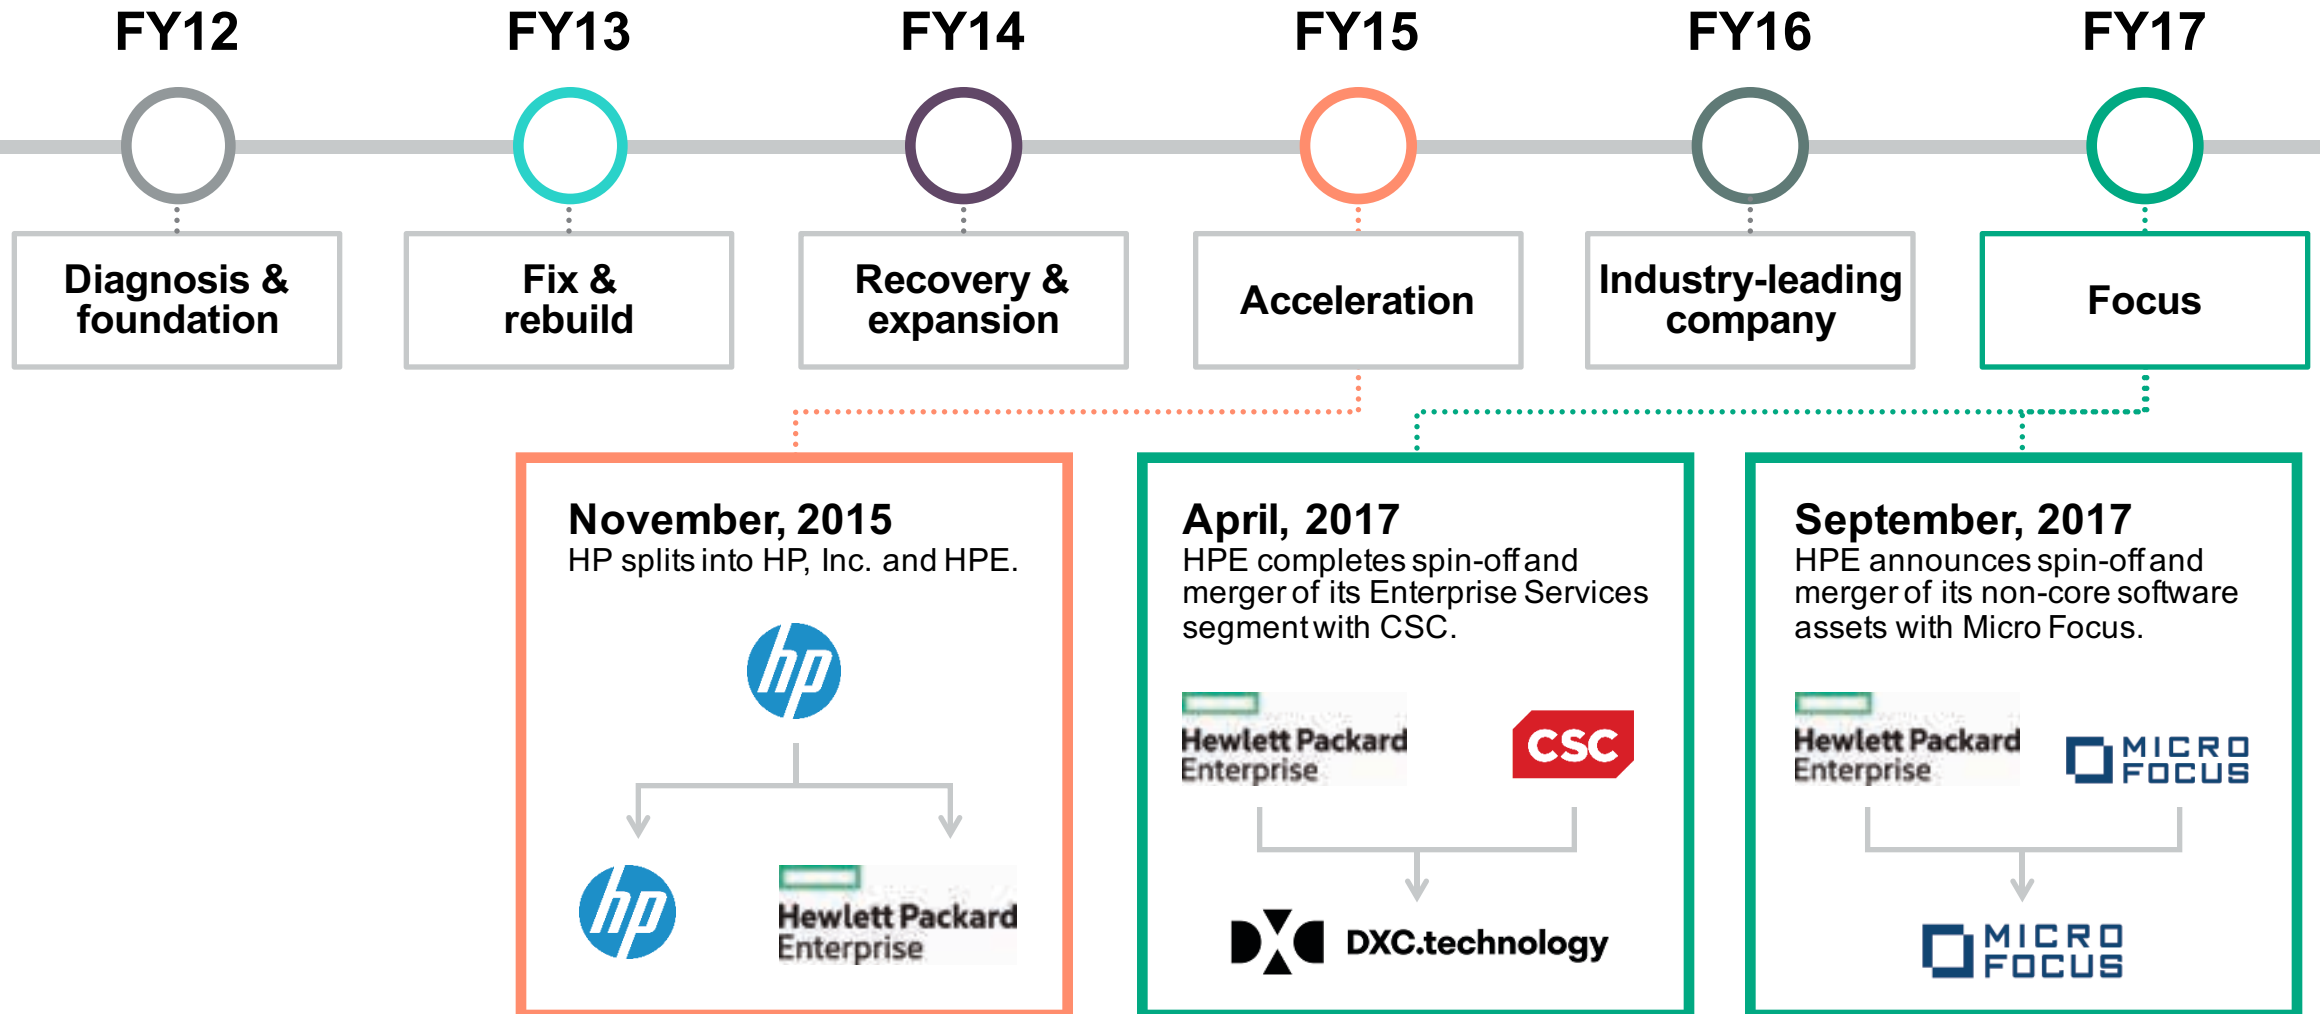 FY12
FY13
FY14
FY15
FY16
FY17
Diagnosis &
foundation
Fix &
rebuild
Recovery &
expansion
Acceleration
Industry-leading
company
Focus
November, 2015
HP splits into HP, Inc. and HPE.
hp
hp
Hewlett Packard
Enterprise
April, 2017
HPE completes spin-off and
merger of its Enterprise Services
segment with CSC.
Hewlett Packard
Enterprise
CSC
DXC.technology
September, 2017
HPE announces spin-off and
merger of its non-core software
assets with Micro Focus.
Hewlett Packard
Enterprise
MICRO
FOCUS
MICRO
FOCUS